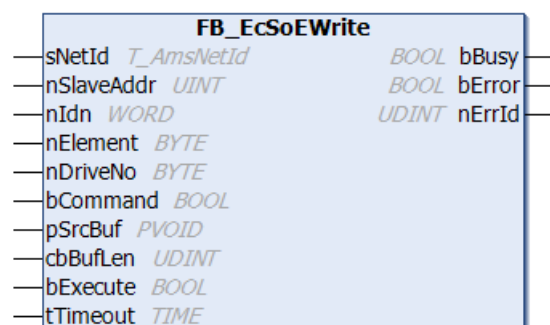 FB_EcSoEWrite
sNetId T_AmsNetId BOOL bBusy
nSlaveAddr UINT BOOL bError
nIdn WORD UDINT nErrId
nElement BYTE
nDriveNo BYTE
bCommand BOOL
pSrcBuf PVOID
cbBufLen UDINT
bExecute BOOL
tTimeout TIME